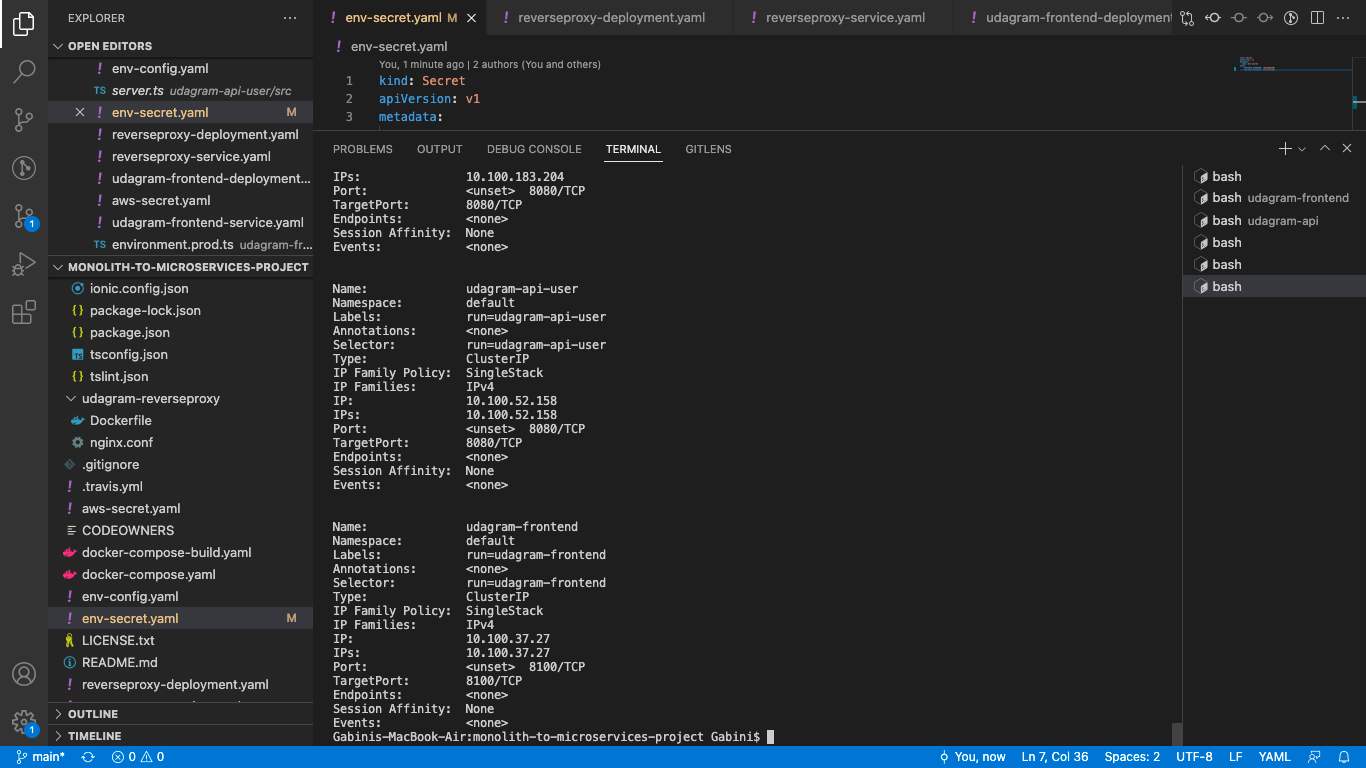 EXPLORER
OPEN EDITORS
env-config.yaml
TS server.ts udagram-api-user/src
env-secret.yaml M
reverseproxy-deployment.yaml
reverseproxy-service.yaml
udagram-frontend-deployment...
aws-secret.yaml
udagram-frontend-service.yaml
TS environment.prod.ts udagram-fr...
MONOLITH-TO-MICROSERVICES-PROJECT
ionic.config.json
package-lock.json
package.json
tsconfig.json
tslint.json
udagram-reverseproxy
Dockerfile
nginx.conf
.gitignore
.travis.yml
aws-secret.yaml
CODEOWNERS
docker-compose-build.yaml
docker-compose.yaml
env-config.yaml
env-secret.yaml M
LICENSE.txt
README.md
reverseproxy-deployment.yaml
OUTLINE
TIMELINE
1
1
env-secret.yaml M
reverseproxy-deployment.yaml
reverseproxy-service.yaml
udagram-frontend-deployment
env-secret.yaml
You, 1 minute ago | 2 authors (You and others)
1 kind: Secret
2 apiVersion: v1
3 metadata:
PROBLEMS OUTPUT DEBUG CONSOLE TERMINAL GITLENS
IPs: 10.100.183.204
Port: <unset> 8080/TCP
TargetPort: 8080/TCP
Endpoints: <none>
Session Affinity: None
Events: <none>
Name: udagram-api-user
Namespace: default
Labels: run=udagram-api-user
Annotations: <none>
Selector: run=udagram-api-user
Type: ClusterIP
IP Family Policy: SingleStack
IP Families: IPv4
IP: 10.100.52.158
IPs: 10.100.52.158
Port: <unset> 8080/TCP
TargetPort: 8080/TCP
Endpoints: <none>
Session Affinity: None
Events: <none>
Name: udagram-frontend
Namespace: default
Labels: run=udagram-frontend
Annotations: <none>
Selector: run=udagram-frontend
Type: ClusterIP
IP Family Policy: SingleStack
IP Families: IPv4
IP: 10.100.37.27
IPs: 10.100.37.27
Port: <unset> 8100/TCP
TargetPort: 8100/TCP
Endpoints: <none>
Session Affinity: None
Events: <none>
Gabinis-MacBook-Air:monolith-to-microservices-project Gabini$
bash
bash udagram-frontend
bash udagram-api
bash
bash
bash
main* 0 0 You, now Ln 7, Col 36 Spaces: 2 UTF-8 LF YAML